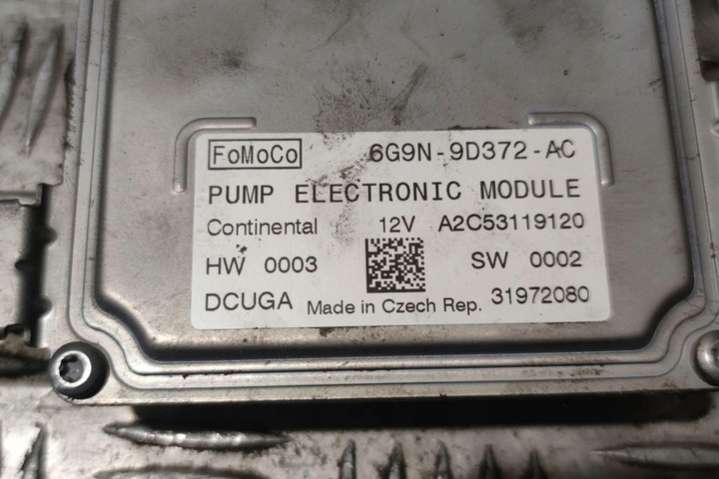 FoMoCo 6G9N-9D372-AC
PUMP ELECTRONIC MODULE
Continental 12V A2C53119120
HW 0003 SW 0002
DCUGA Made in Czech Rep. 31972080